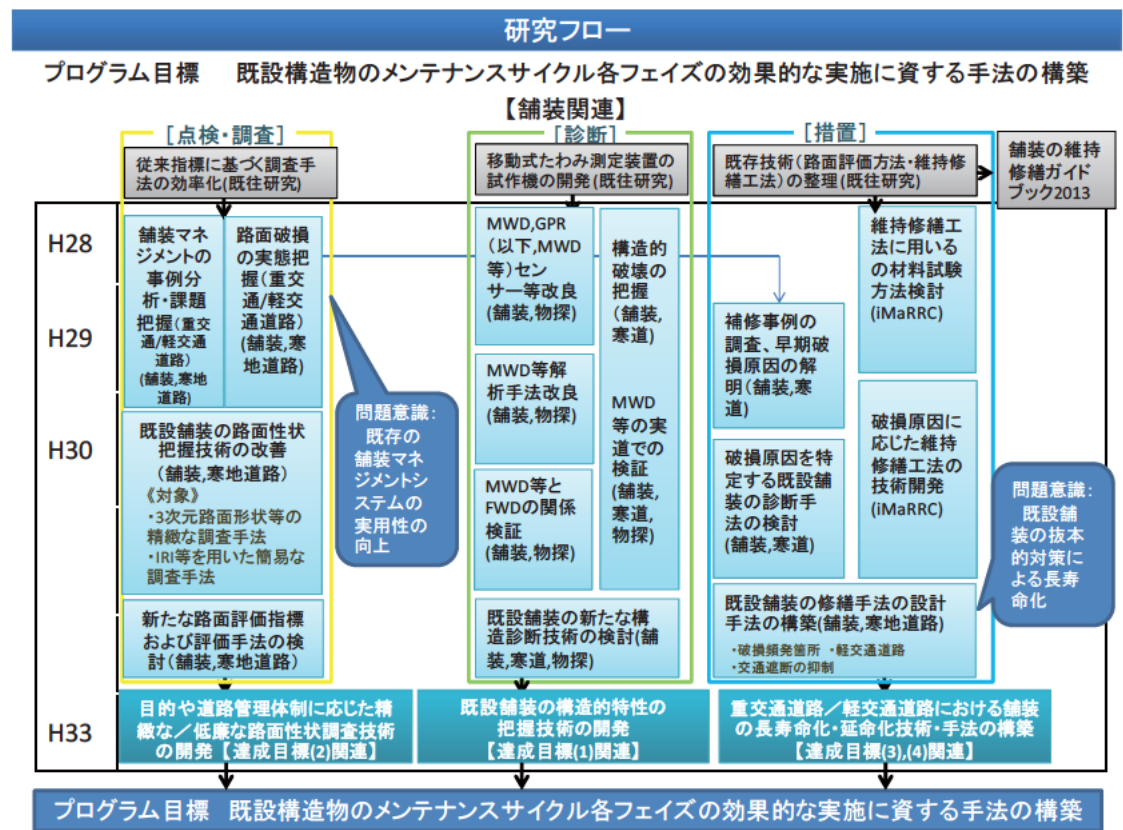 研究フロー
プログラム目標 既設構造物のメンテナンスサイクル各フェイズの効果的な実施に資する手法の構築
【舗装関連】
[点検・調査]
従来指標に基づく調査手
法の効率化(既往研究)
[診断]
移動式たわみ測定装置の
試作機の開発(既往研究)
[措置]
既存技術(路面評価方法・維持修
繕工法)の整理(既往研究)
舗装の維持
修繕ガイド
ブック2013
H28
H29
H30
H33
舗装マネ
ジメントの
事例分
析・課題
把握(重交
通/軽交通
道路)
(舗装,寒地
道路)
路面破損
の実態把
握(重交
通/軽交
通道路)
(舗装,寒
地道路)
既設舗装の路面性状
把握技術の改善
(舗装,寒地道路)
《対象》
・3次元路面形状等の
精緻な調査手法
・IRI等を用いた簡易な
調査手法
新たな路面評価指標
および評価手法の検
討(舗装,寒地道路)
問題意識:
既存の
舗装マネ
ジメントシ
ステムの
実用性の
向上
MWD,GPR
(以下,MWD
等)セン
サー等改良
(舗装,物探)
MWD等解
析手法改良
(舗装,物探)
MWD等と
FWDの関係
検証
(舗装,物探)
構造的
破壊の
把握
(舗装,
寒道)
MWD
等の実
道での
検証
(舗装,
寒道,
物探)
既設舗装の新たな構
造診断技術の検討(舗
装,寒道,物探)
補修事例の
調査、早期破
損原因の解
明(舗装,寒
道)
破損原因を特
定する既設舗
装の診断手
法の検討
(舗装,寒道)
維持修繕工
法に用いる
の材料試験
方法検討
(iMaRRC)
破損原因に
応じた維持
修繕工法の
技術開発
(iMaRRC)
既設舗装の修繕手法の設計
手法の構築(舗装,寒地道路)
・破損頻発箇所 ・軽交通道路
・交通遮断の抑制
問題意識:
既設舗
装の抜本
的対策に
よる長寿
命化
目的や道路管理体制に応じた精
緻な/低廉な路面性状調査技術
の開発【達成目標(2)関連】
既設舗装の構造的特性の
把握技術の開発
【達成目標(1)関連】
重交通道路/軽交通道路における舗装
の長寿命化・延命化技術・手法の構築
【達成目標(3),(4)関連】
プログラム目標 既設構造物のメンテナンスサイクル各フェイズの効果的な実施に資する手法の構築